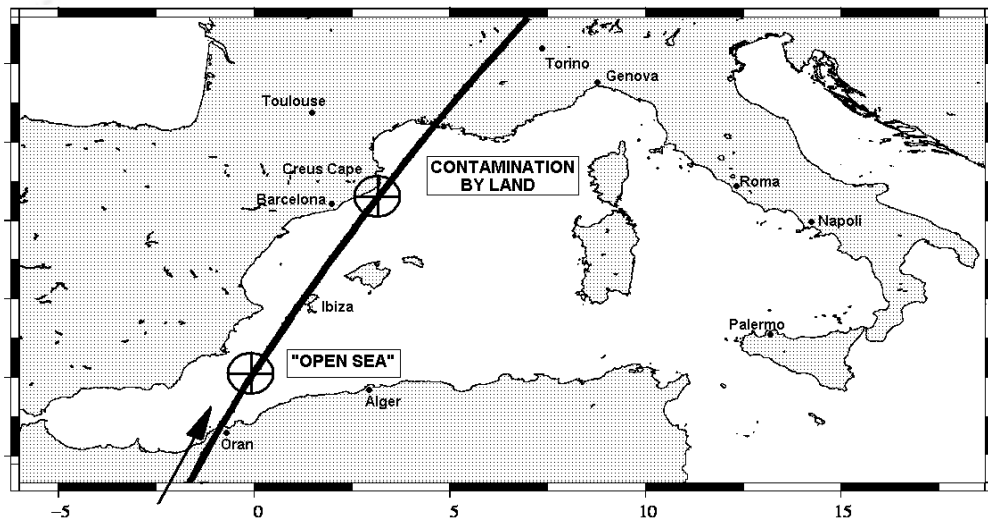 Torino
Genova
Toulouse
Creus Cape
CONTAMINATION
BY LAND
Barcelona
Roma
Napoli
Ibiza
Palermo
"OPEN SEA"
Alger
Oran
−5 0 5 10 15